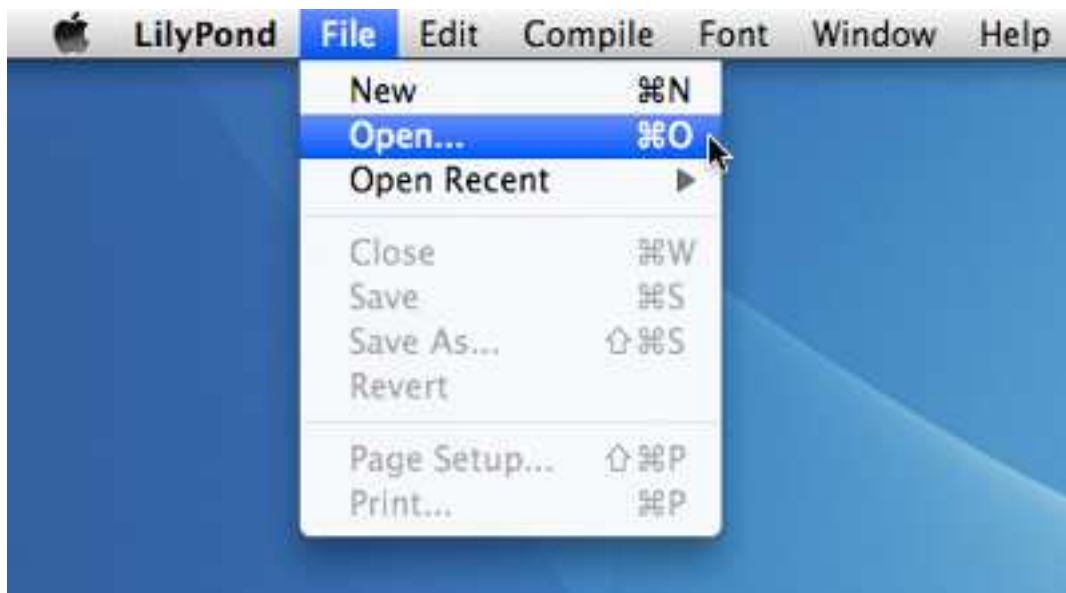 LilyPond File Edit Compile Font Window Help
New ⌘N
Open... ⌘O
Open Recent ▶
Close ⌘W
Save ⌘S
Save As... ⇧⌘S
Revert
Page Setup... ⇧⌘P
Print... ⌘P